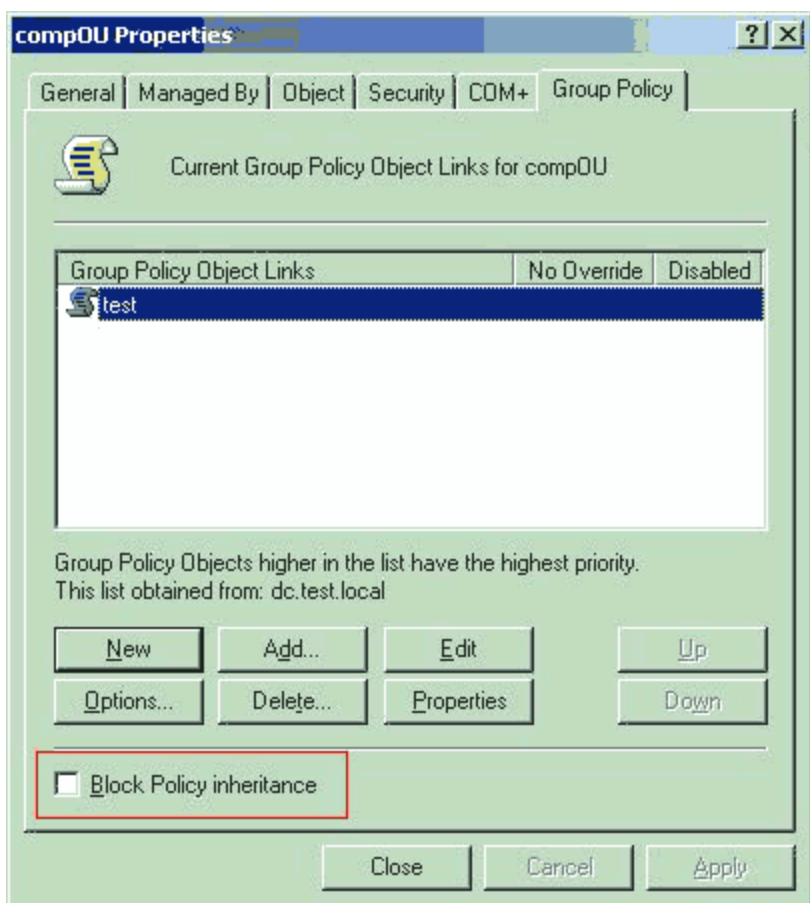 compOU Properties
General Managed By Object Security COM+ Group Policy
Current Group Policy Object Links for compOU
Group Policy Object Links No Override Disabled
test
Group Policy Objects higher in the list have the highest priority.
This list obtained from: dc.test.local
New Add... Edit Up
Options... Delete... Properties Down
Block Policy inheritance
Close Cancel Apply